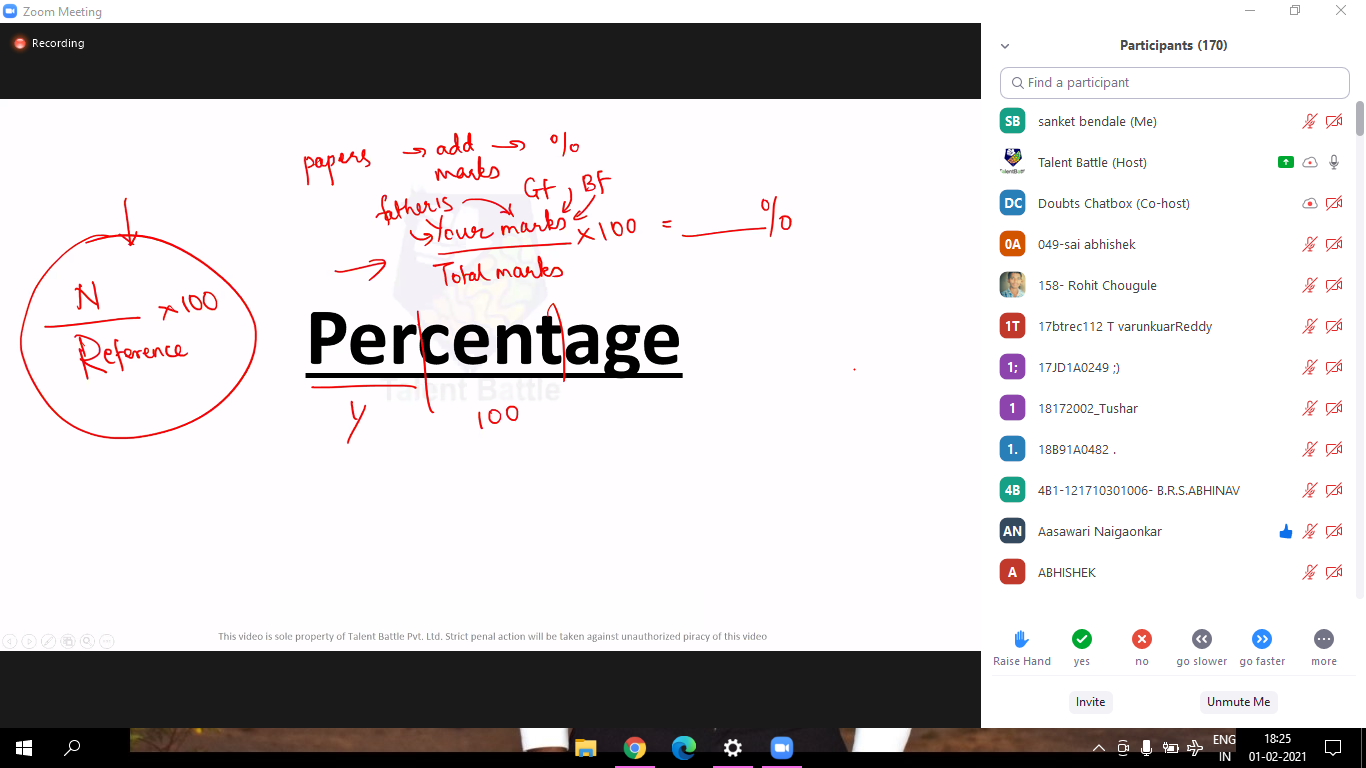 Zoom Meeting
Recording
papers → add → %
marks
father's GF, BF
Your marks
Total marks
×100 = ____%
N
Reference
×100
Percentage
Talent Battle
/
100
This video is sole property of Talent Battle Pvt. Ltd. Strict penal action will be taken against unauthorized piracy of this video
Participants (170)
Find a participant
SB sanket bendale (Me)
Talent Battle (Host)
DC Doubts Chatbox (Co-host)
0A 049-sai abhishek
158- Rohit Chougule
1T 17btrec112 T varunkuarReddy
1; 17JD1A0249 ;)
1 18172002_Tushar
1. 18B91A0482 .
4B 4B1-121710301006- B.R.S.ABHINAV
AN Aasawari Naigaonkar
A ABHISHEK
Raise Hand yes no go slower go faster more
Invite Unmute Me
ENG 18:25
IN 01-02-2021